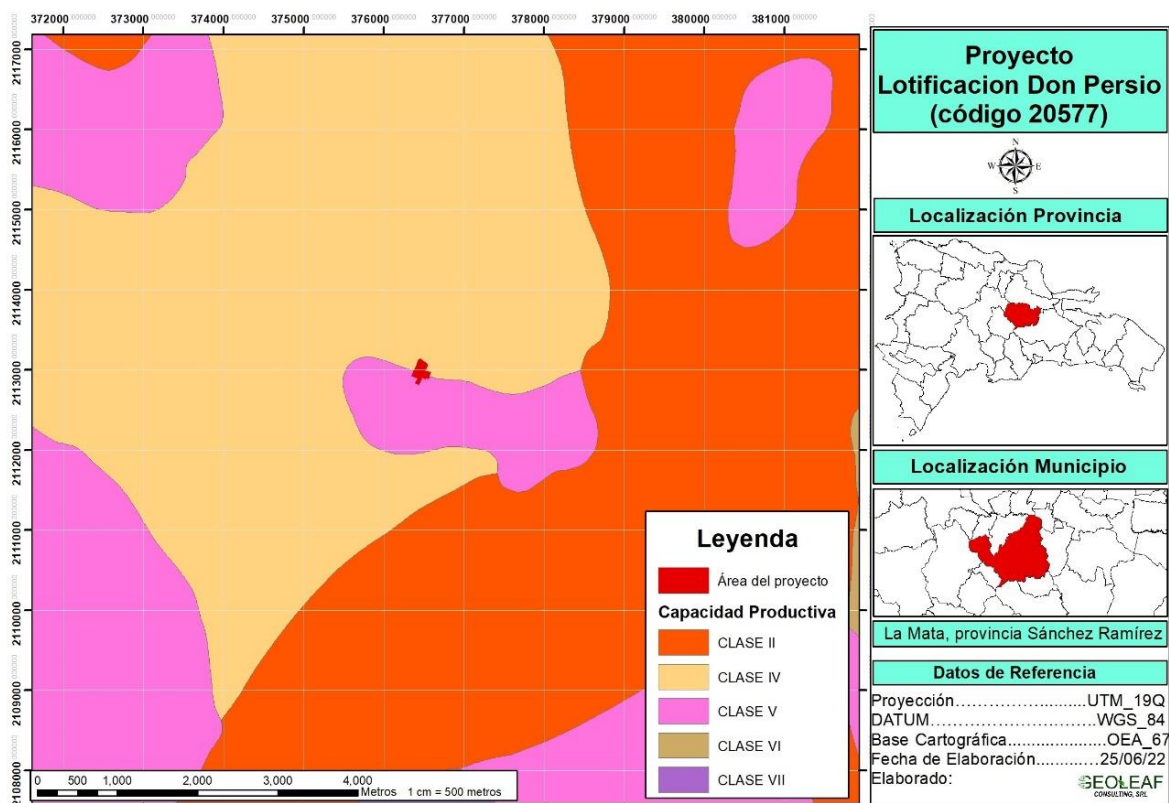 372000 373000 374000 375000 376000 377000 378000 379000 380000 381000
2117000
2116000
2115000
2114000
2113000
2112000
2111000
2110000
2109000
2108000
Leyenda
Área del proyecto
Capacidad Productiva
CLASE II
CLASE IV
CLASE V
CLASE VI
CLASE VII
0 500 1,000 2,000 3,000 4,000
Metros 1 cm = 500 metros
Proyecto
Lotificacion Don Persio
(código 20577)
N
W E
S
Localización Provincia
Localización Municipio
La Mata, provincia Sánchez Ramírez
Datos de Referencia
Proyección.........................UTM_19Q
DATUM..............................WGS_84
Base Cartográfica...................OEA_67
Fecha de Elaboración............25/06/22
Elaborado:
GEOLEAF
CONSULTING, SRL